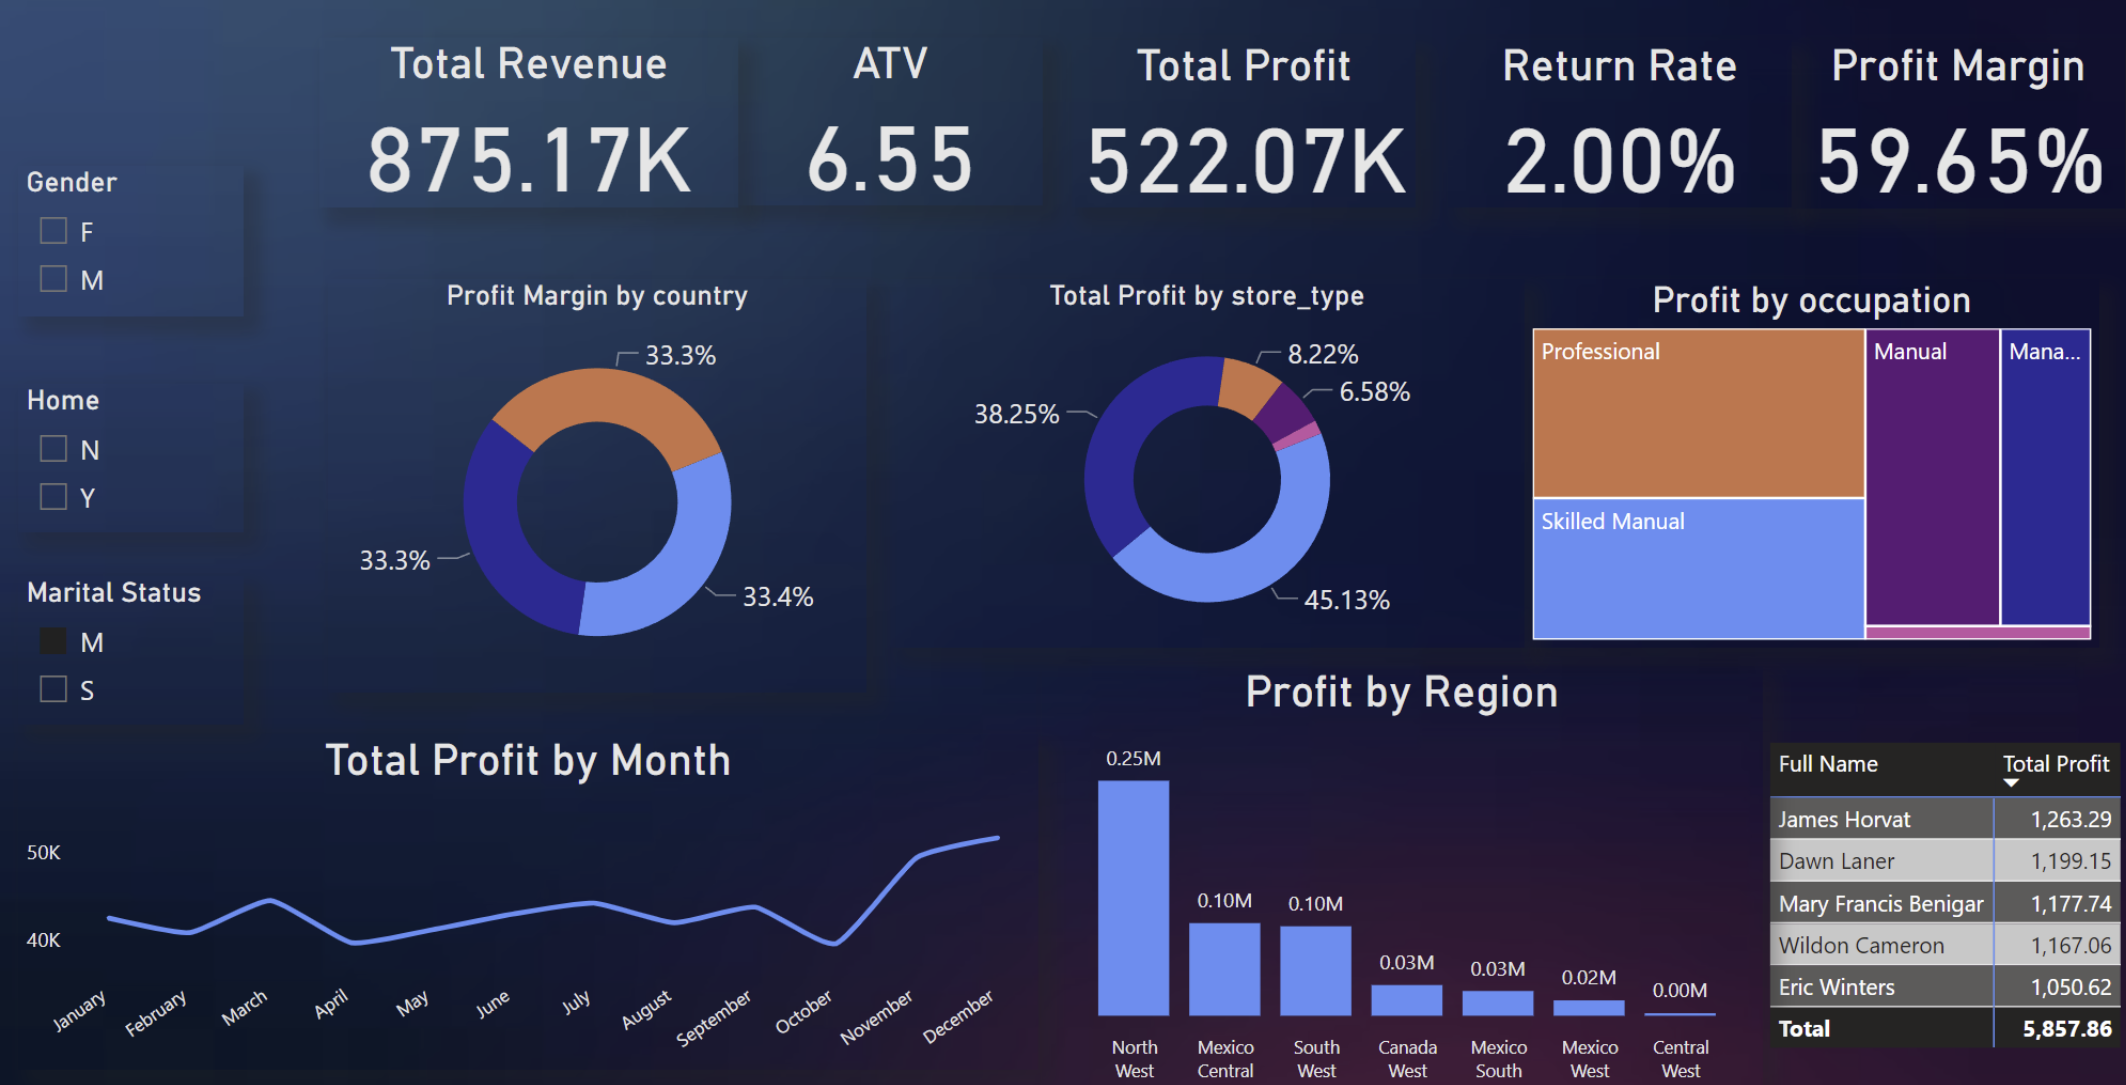 Total Revenue
875.17K
ATV
6.55
Total Profit
522.07K
Return Rate
2.00%
Profit Margin
59.65%
Gender
F
M
Home
N
Y
Marital Status
M
S
Profit Margin by country
33.3%
33.3%
33.4%
Total Profit by store_type
8.22%
6.58%
38.25%
45.13%
Profit by occupation
Professional
Manual
Mana...
Skilled Manual
Total Profit by Month
50K
40K
January
February
March
April
May
June
July
August
September
October
November
December
Profit by Region
0.25M
0.10M
0.10M
0.03M
0.03M
0.02M
0.00M
North
West
Mexico
Central
South
West
Canada
West
Mexico
South
Mexico
West
Central
West
Full Name Total Profit
James Horvat 1,263.29
Dawn Laner 1,199.15
Mary Francis Benigar 1,177.74
Wildon Cameron 1,167.06
Eric Winters 1,050.62
Total 5,857.86